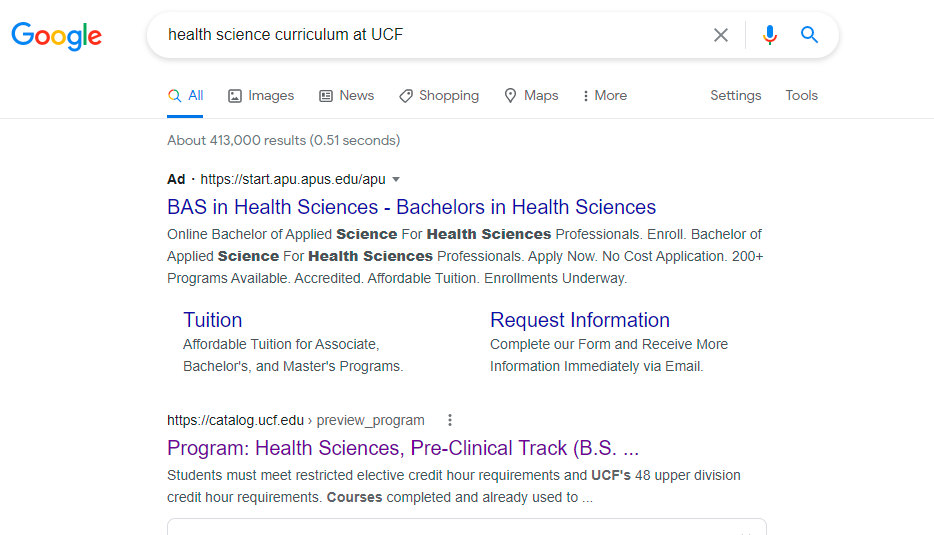 Google
health science curriculum at UCF
All Images News Shopping Maps More Settings Tools
About 413,000 results (0.51 seconds)
Ad · https://start.apu.apus.edu/apu
BAS in Health Sciences - Bachelors in Health Sciences
Online Bachelor of Applied Science For Health Sciences Professionals. Enroll. Bachelor of
Applied Science For Health Sciences Professionals. Apply Now. No Cost Application. 200+
Programs Available. Accredited. Affordable Tuition. Enrollments Underway.
Tuition
Affordable Tuition for Associate,
Bachelor's, and Master's Programs.
Request Information
Complete our Form and Receive More
Information Immediately via Email.
https://catalog.ucf.edu › preview_program
Program: Health Sciences, Pre-Clinical Track (B.S. ...
Students must meet restricted elective credit hour requirements and UCF's 48 upper division
credit hour requirements. Courses completed and already used to ...